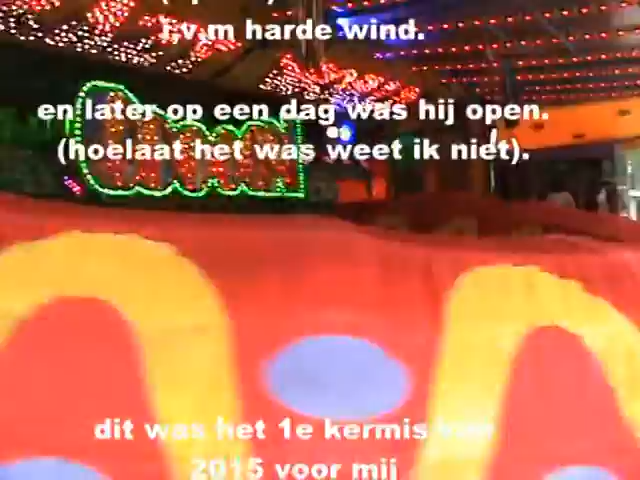 i.v.m harde wind.
en later op een dag was hij open.
(hoelaat het was weet ik niet).
dit was het 1e kermis
2015 voor mij